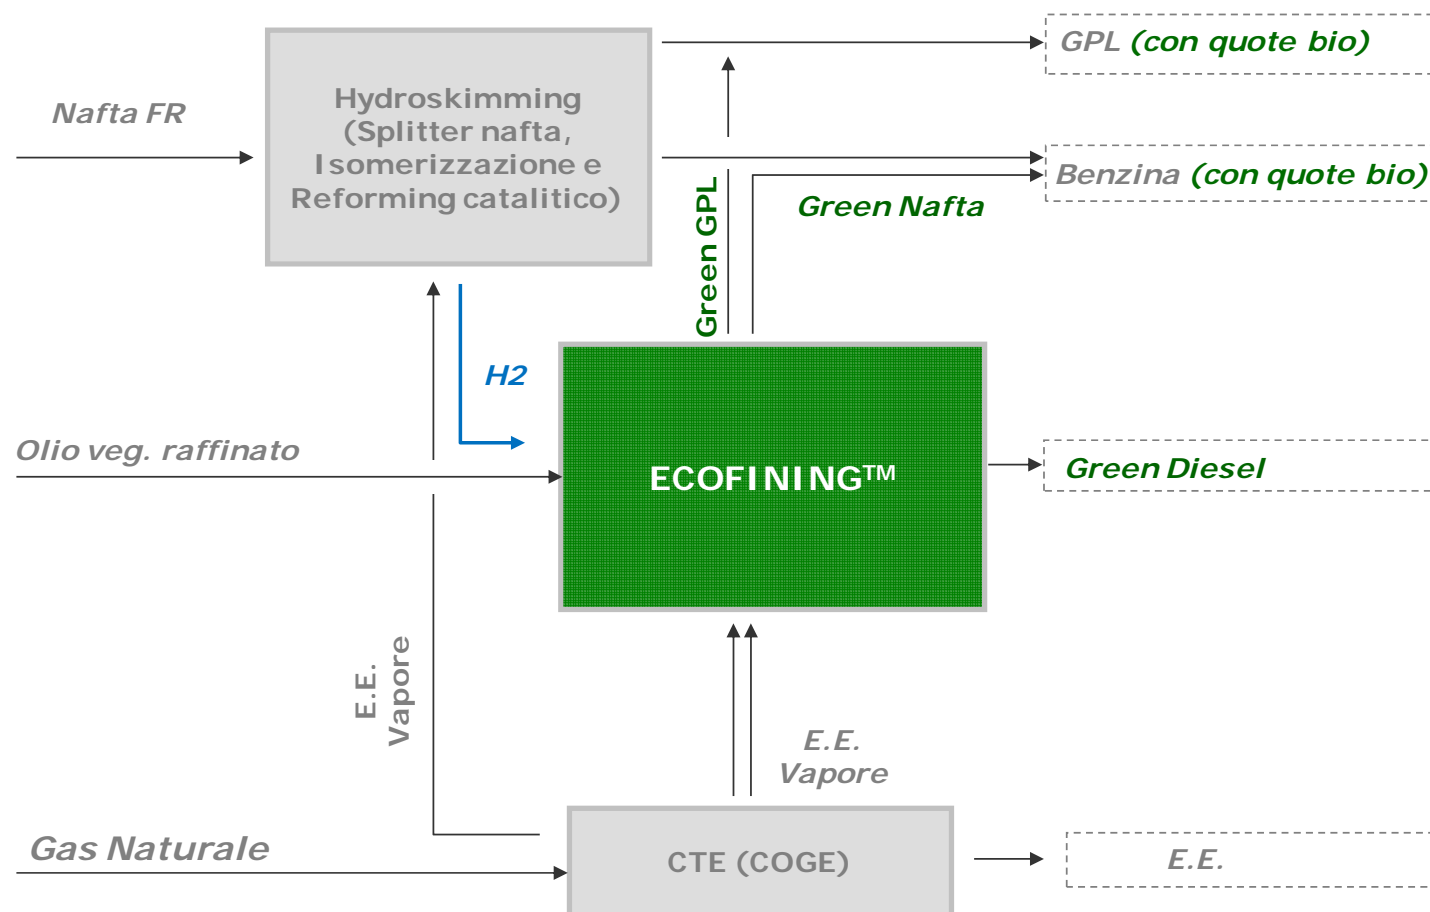 GPL (con quote bio)
Nafta FR
Hydroskimming
(Splitter nafta,
Isomerizzazione e
Reforming catalitico)
Benzina (con quote bio)
Green GPL
Green Nafta
H2
Olio veg. raffinato
ECOFINING™
Green Diesel
E.E.
Vapore
E.E.
Vapore
Gas Naturale
CTE (COGE)
E.E.